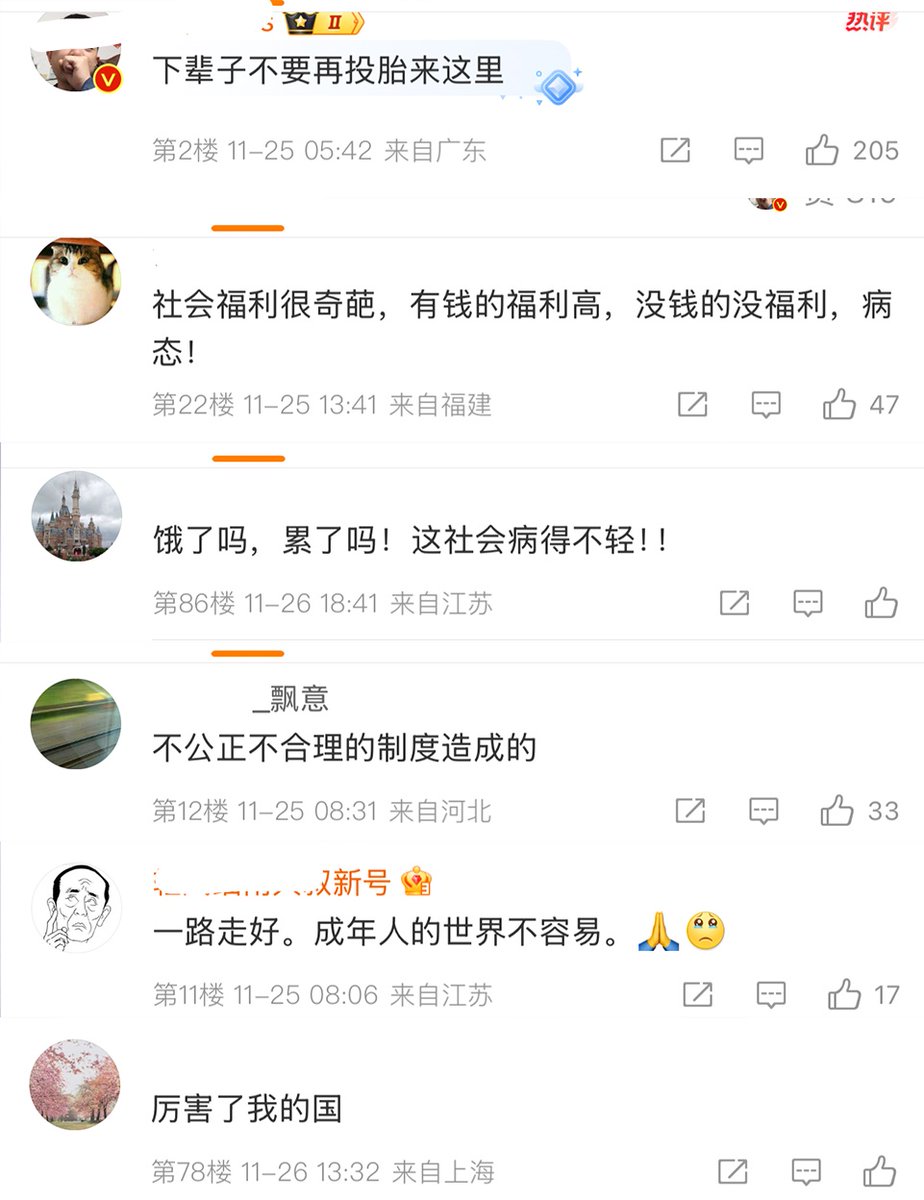 II
热评
下辈子不要再投胎来这里
第2楼 11-25 05:42 来自广东
205
社会福利很奇葩，有钱的福利高，没钱的没福利，病
态！
第22楼 11-25 13:41 来自福建
47
饿了吗，累了吗！这社会病得不轻！！
第86楼 11-26 18:41 来自江苏
_飘意
不公正不合理的制度造成的
第12楼 11-25 08:31 来自河北
33
叔新号
一路走好。成年人的世界不容易。🙏🥺
第11楼 11-25 08:06 来自江苏
17
厉害了我的国
第78楼 11-26 13:32 来自上海